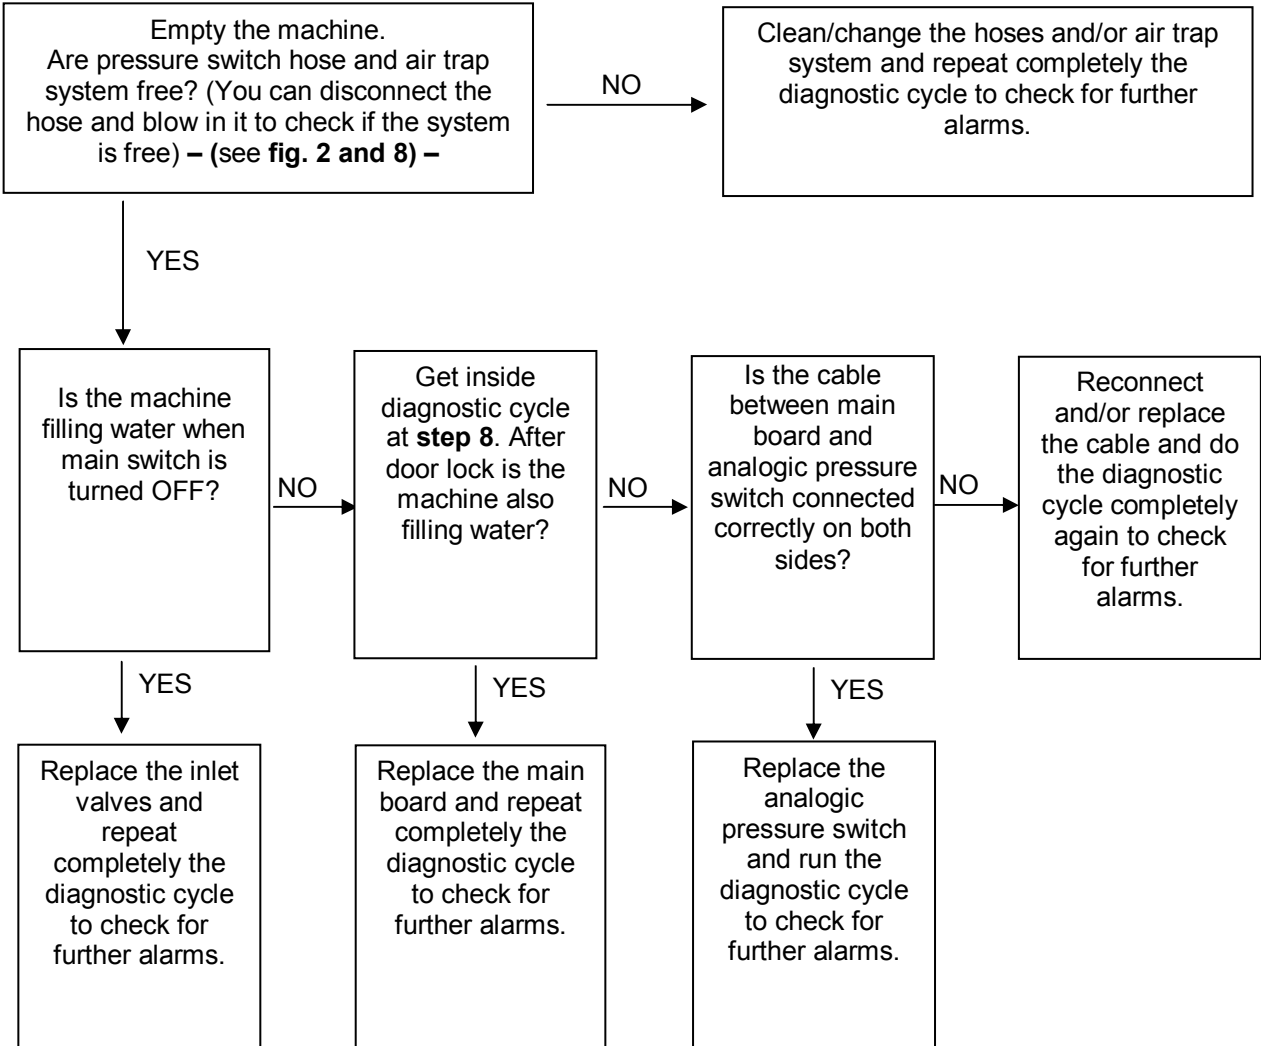 Empty the machine.
Are pressure switch hose and air trap
system free? (You can disconnect the
hose and blow in it to check if the system
is free) – (see fig. 2 and 8) –
NO
Clean/change the hoses and/or air trap
system and repeat completely the
diagnostic cycle to check for further
alarms.
YES
Is the machine
filling water when
main switch is
turned OFF?
NO
Get inside
diagnostic cycle
at step 8. After
door lock is the
machine also
filling water?
NO
Is the cable
between main
board and
analogic pressure
switch connected
correctly on both
sides?
NO
Reconnect
and/or replace
the cable and do
the diagnostic
cycle completely
again to check
for further
alarms.
YES
YES
YES
Replace the inlet
valves and
repeat
completely the
diagnostic cycle
to check for
further alarms.
Replace the main
board and repeat
completely the
diagnostic cycle
to check for
further alarms.
Replace the
analogic
pressure switch
and run the
diagnostic cycle
to check for
further alarms.